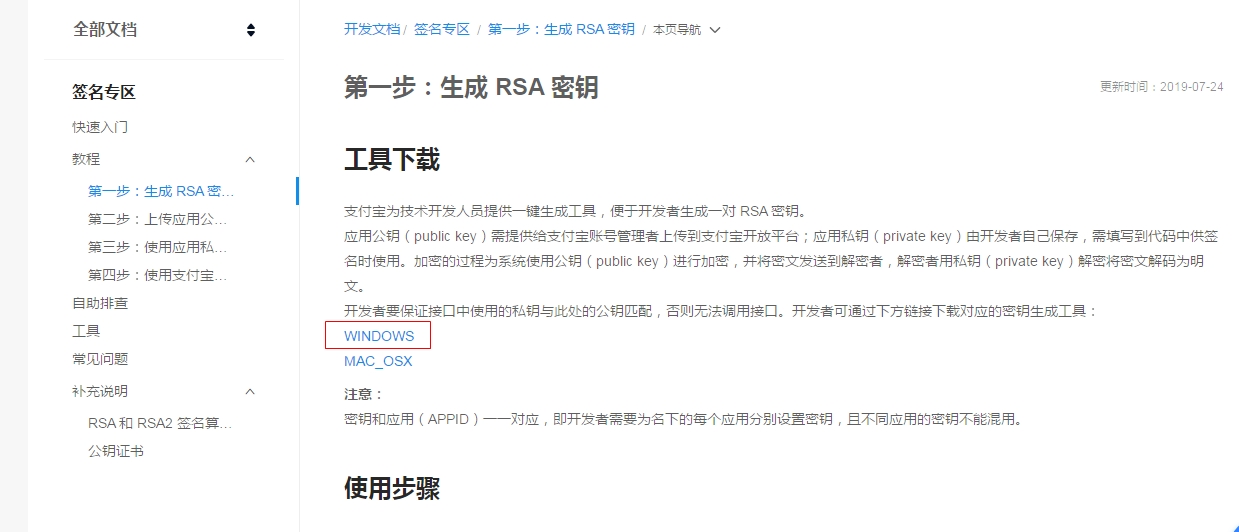 全部文档
签名专区
快速入门
教程
第一步：生成 RSA 密…
第二步：上传应用公…
第三步：使用应用私…
第四步：使用支付宝…
自助排查
工具
常见问题
补充说明
RSA 和 RSA2 签名算…
公钥证书
开发文档 / 签名专区 / 第一步：生成 RSA 密钥 / 本页导航
第一步：生成 RSA 密钥
更新时间：2019-07-24
工具下载
支付宝为技术开发人员提供一键生成工具，便于开发者生成一对 RSA 密钥。
应用公钥（public key）需提供给支付宝账号管理者上传到支付宝开放平台；应用私钥（private key）由开发者自己保存，需填写到代码中供签
名时使用。加密的过程为系统使用公钥（public key）进行加密，并将密文发送到解密者，解密者用私钥（private key）解密将密文解码为明
文。
开发者要保证接口中使用的私钥与此处的公钥匹配，否则无法调用接口。开发者可通过下方链接下载对应的密钥生成工具：
WINDOWS
MAC_OSX
注意：
密钥和应用（APPID）一一对应，即开发者需要为名下的每个应用分别设置密钥，且不同应用的密钥不能混用。
使用步骤